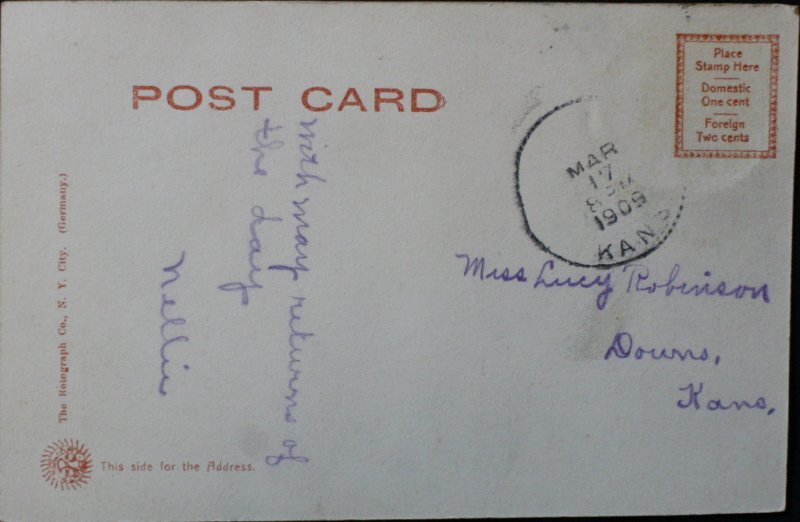 POST CARD
Place
Stamp Here
Domestic
One cent
Foreign
Two cents
MAR
17
8 PM
1909
KANS
with may returns of
the day
Nellie
Miss Lucy Robinson
Downs,
Kans.
The Rotograph Co., N. Y. City. (Germany.)
This side for the Address.